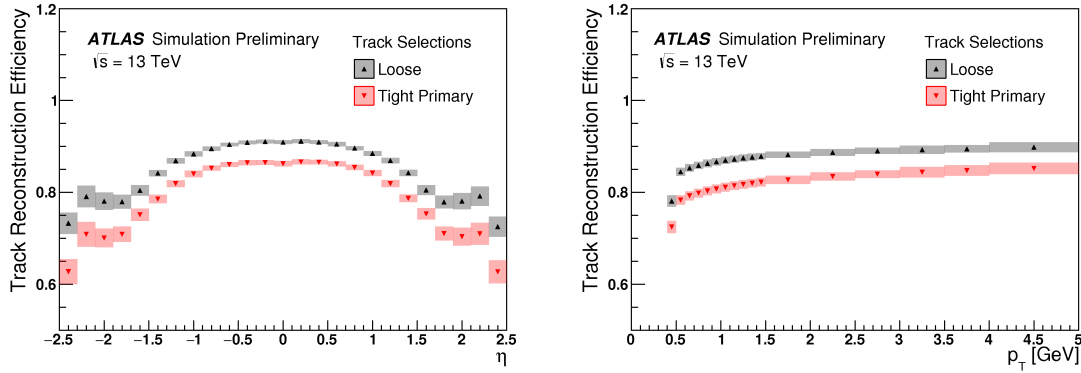 Track Reconstruction Efficiency
1.2
1
0.8
0.6
ATLAS Simulation Preliminary
√s = 13 TeV
Track Selections
Loose
Tight Primary
−2.5 −2 −1.5 −1 −0.5 0 0.5 1 1.5 2 2.5
η
Track Reconstruction Efficiency
1.2
1
0.8
0.6
ATLAS Simulation Preliminary
√s = 13 TeV
Track Selections
Loose
Tight Primary
0 0.5 1 1.5 2 2.5 3 3.5 4 4.5 5
p_T [GeV]